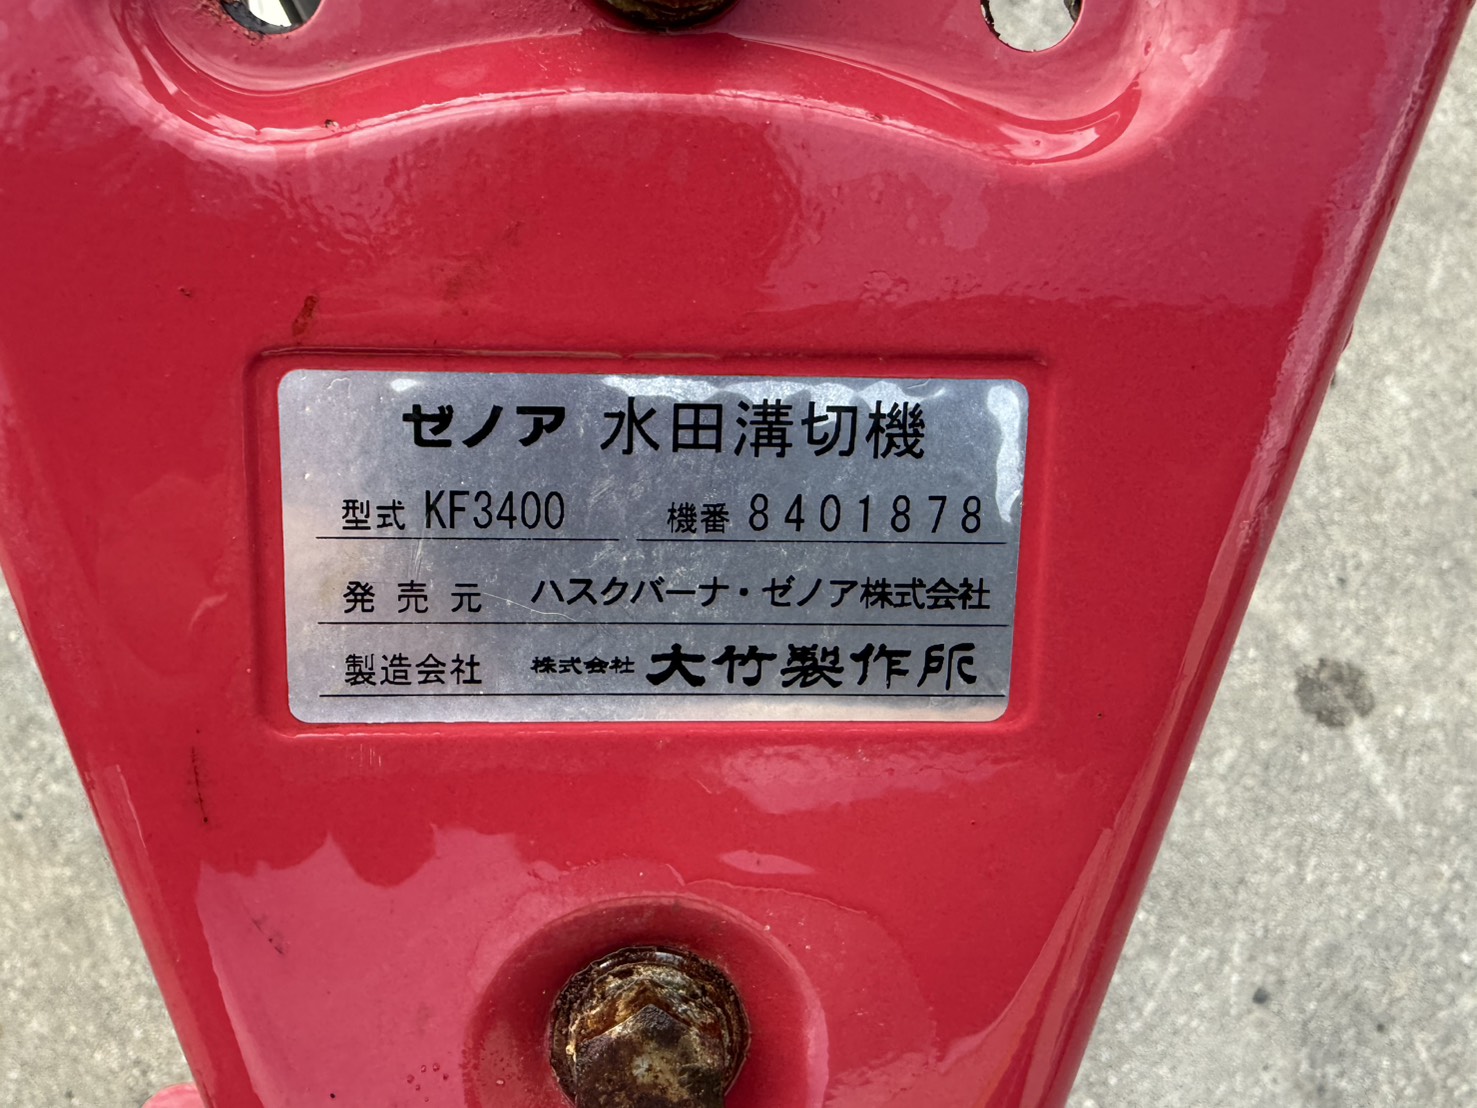 ゼノア 水田溝切機
型式 KF3400 機番 8401878
発売元 ハスクバーナ・ゼノア株式会社
製造会社 株式会社 大竹製作所